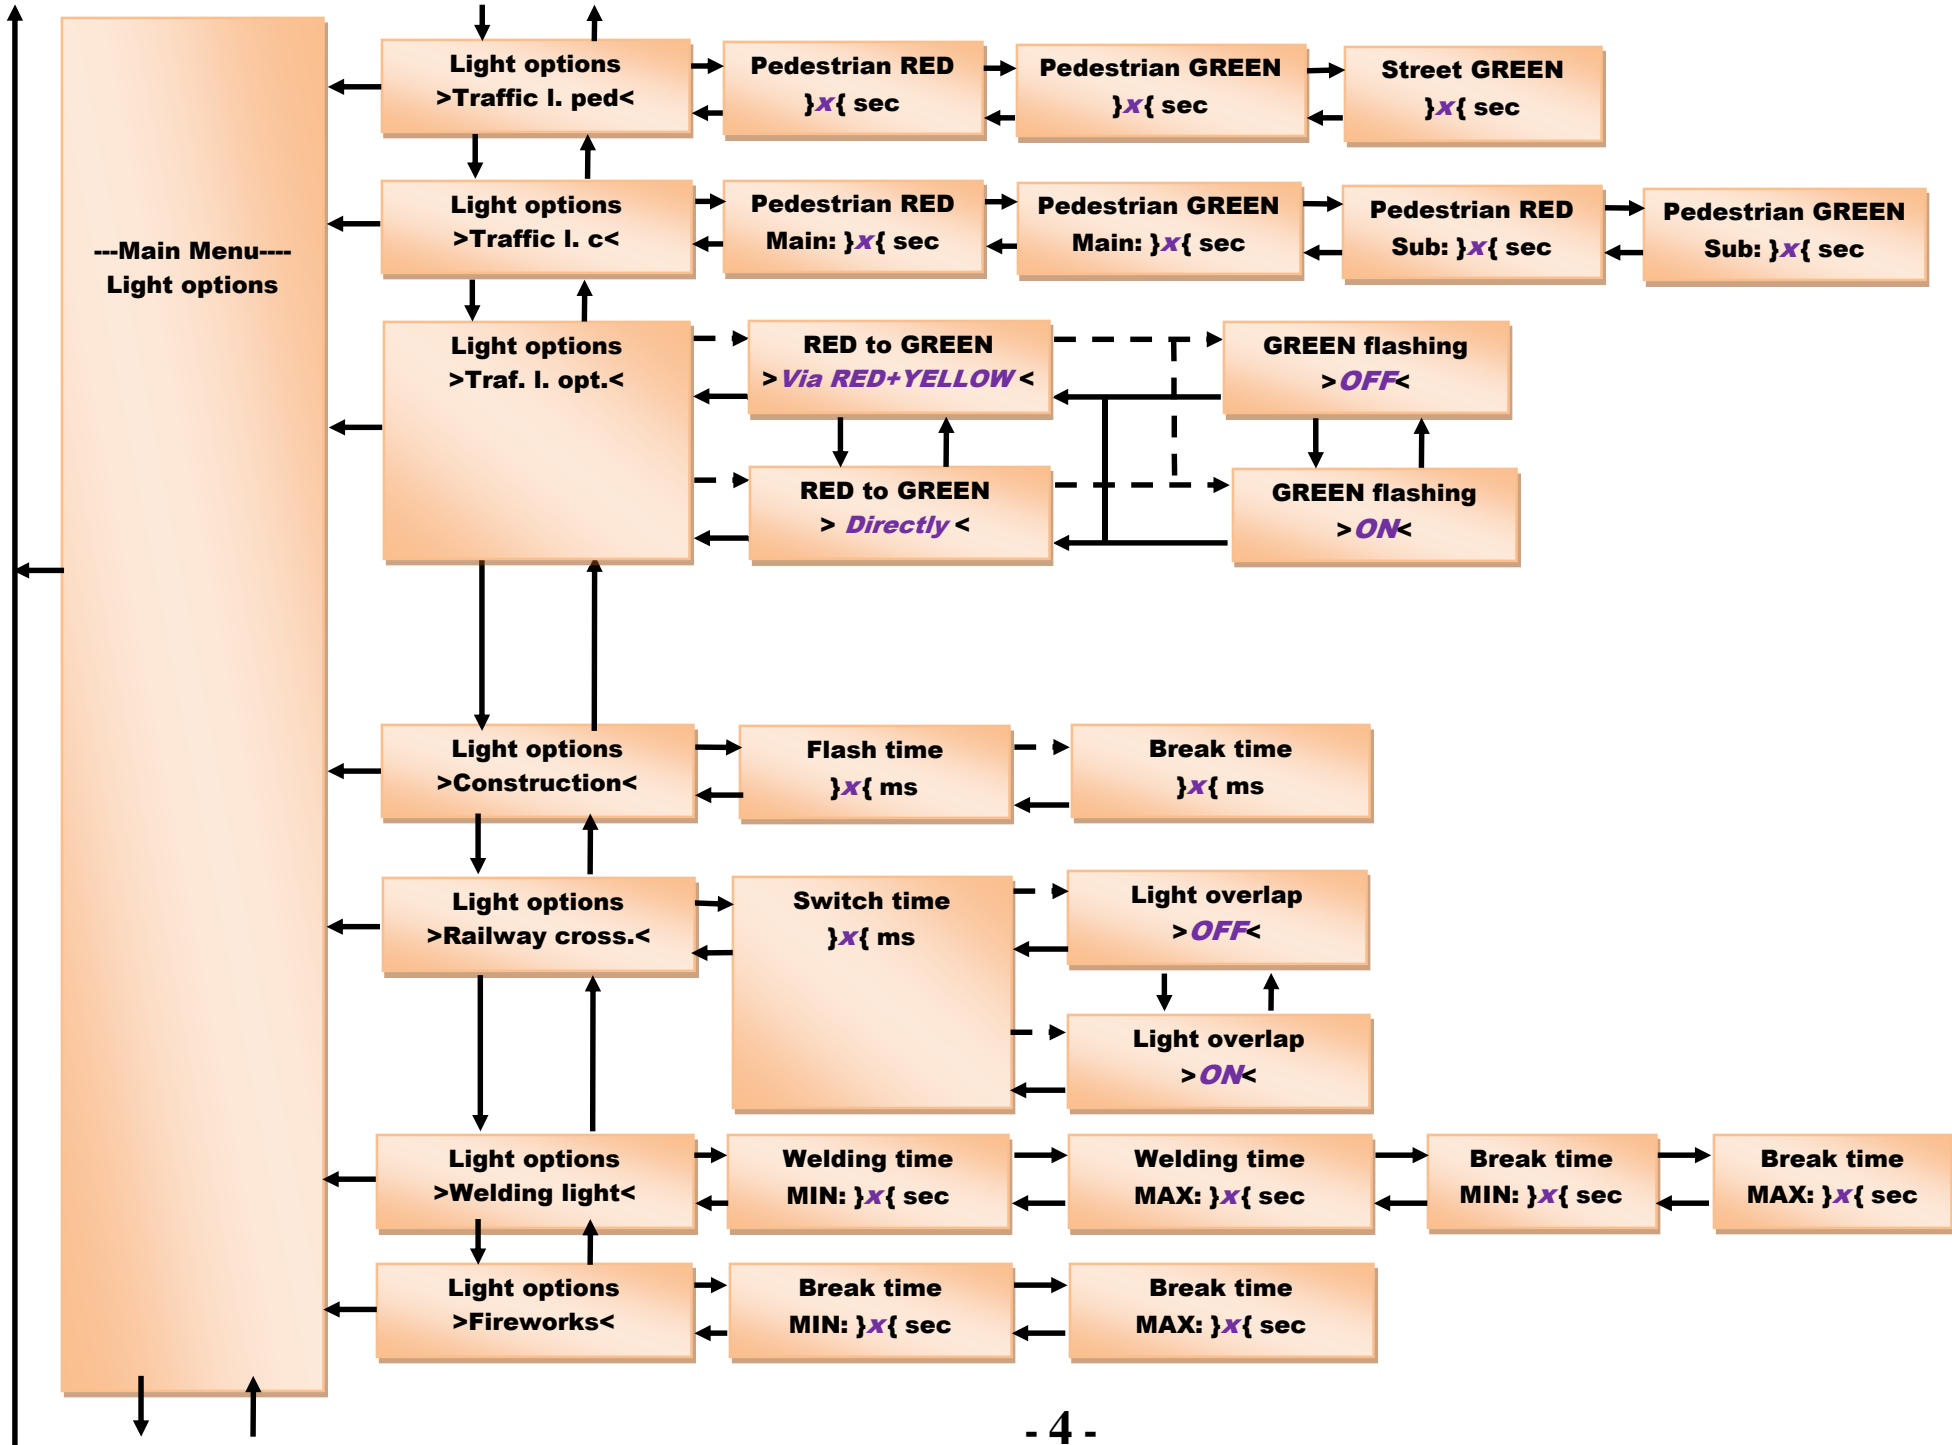 ---Main Menu----
Light options
Light options
>Traffic l. ped<
Pedestrian RED
}x{ sec
Pedestrian GREEN
}x{ sec
Street GREEN
}x{ sec
Light options
>Traffic l. c<
Pedestrian RED
Main: }x{ sec
Pedestrian GREEN
Main: }x{ sec
Pedestrian RED
Sub: }x{ sec
Pedestrian GREEN
Sub: }x{ sec
Light options
>Traf. l. opt.<
RED to GREEN
>Via RED+YELLOW <
GREEN flashing
>OFF<
RED to GREEN
> Directly <
GREEN flashing
>ON<
Light options
>Construction<
Flash time
}x{ ms
Break time
}x{ ms
Light options
>Railway cross.<
Switch time
}x{ ms
Light overlap
>OFF<
Light overlap
>ON<
Light options
>Welding light<
Welding time
MIN: }x{ sec
Welding time
MAX: }x{ sec
Break time
MIN: }x{ sec
Break time
MAX: }x{ sec
Light options
>Fireworks<
Break time
MIN: }x{ sec
Break time
MAX: }x{ sec
- 4 -